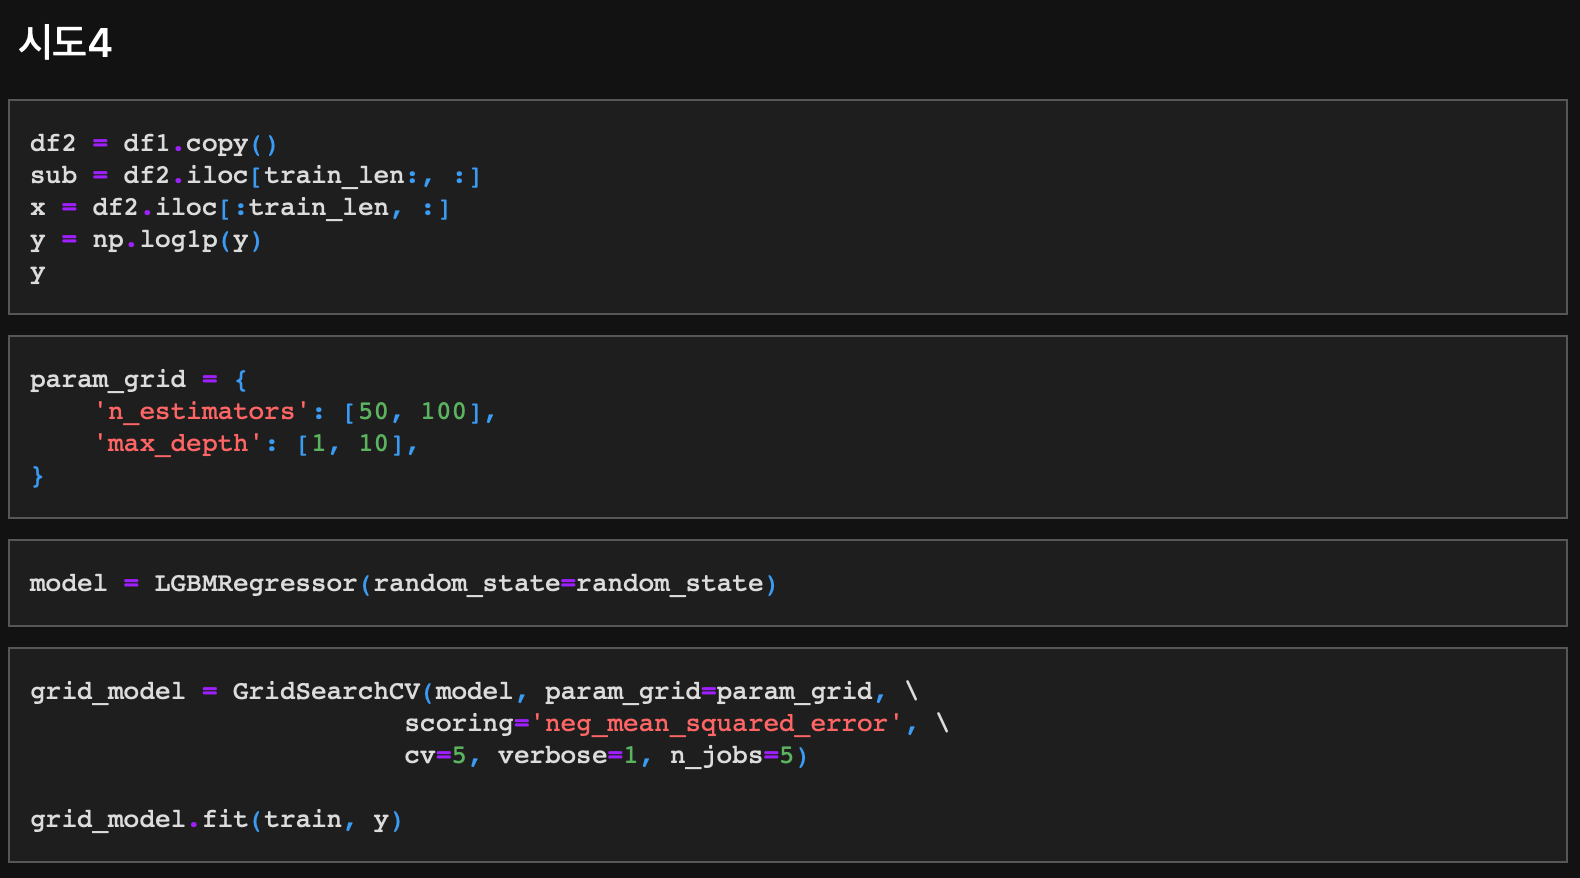 시도4
df2 = df1.copy()
sub = df2.iloc[train_len:, :]
x = df2.iloc[:train_len, :]
y = np.log1p(y)
y
param_grid = {
    'n_estimators': [50, 100],
    'max_depth': [1, 10],
}
model = LGBMRegressor(random_state=random_state)
grid_model = GridSearchCV(model, param_grid=param_grid, \
                        scoring='neg_mean_squared_error', \
                        cv=5, verbose=1, n_jobs=5)
grid_model.fit(train, y)